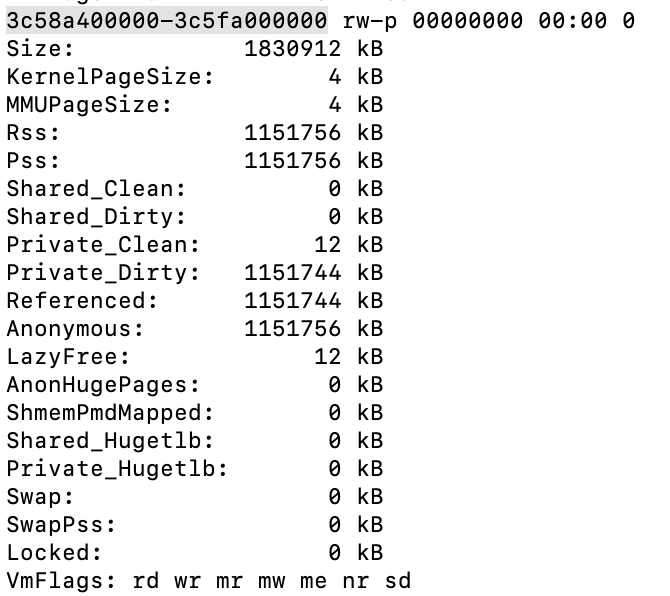 3c58a400000-3c5fa000000 rw-p 00000000 00:00 0
Size:            1830912 kB
KernelPageSize:        4 kB
MMUPageSize:           4 kB
Rss:             1151756 kB
Pss:             1151756 kB
Shared_Clean:          0 kB
Shared_Dirty:          0 kB
Private_Clean:        12 kB
Private_Dirty:   1151744 kB
Referenced:      1151744 kB
Anonymous:       1151756 kB
LazyFree:             12 kB
AnonHugePages:         0 kB
ShmemPmdMapped:        0 kB
Shared_Hugetlb:        0 kB
Private_Hugetlb:       0 kB
Swap:                  0 kB
SwapPss:               0 kB
Locked:                0 kB
VmFlags: rd wr mr mw me nr sd